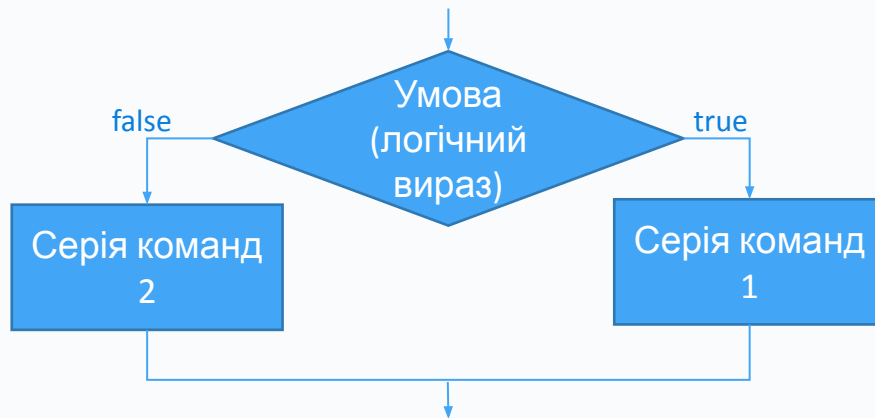 Умова
(логічний
вираз)
false
true
Серія команд
2
Серія команд
1